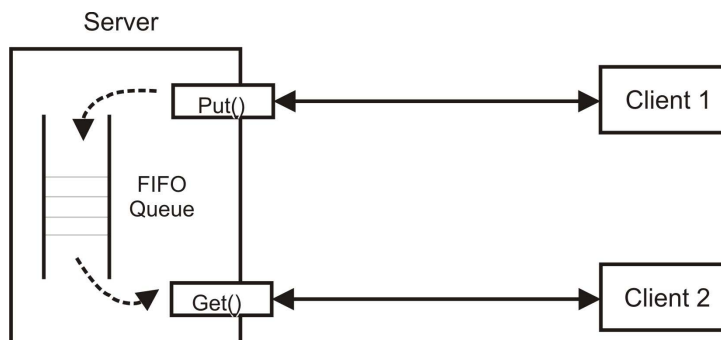 Server
Put()
Client 1
FIFO
Queue
Get()
Client 2